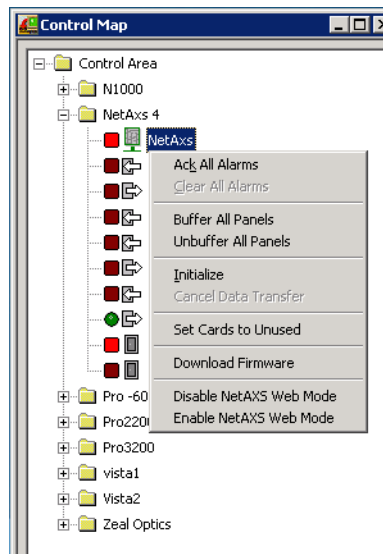 Control Map
Control Area
N1000
NetAxs 4
NetAxs
Ack All Alarms
Clear All Alarms
Buffer All Panels
Unbuffer All Panels
Initialize
Cancel Data Transfer
Set Cards to Unused
Download Firmware
Disable NetAXS Web Mode
Enable NetAXS Web Mode
Pro -60
Pro220
Pro3200
vista1
Vista2
Zeal Optics